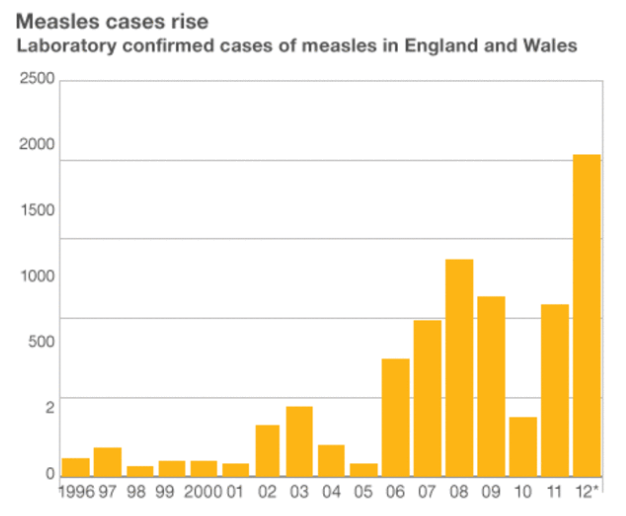 Measles cases rise
Laboratory confirmed cases of measles in England and Wales
2500
2000
1500
1000
500
2
0
1996 97 98 99 2000 01 02 03 04 05 06 07 08 09 10 11 12*